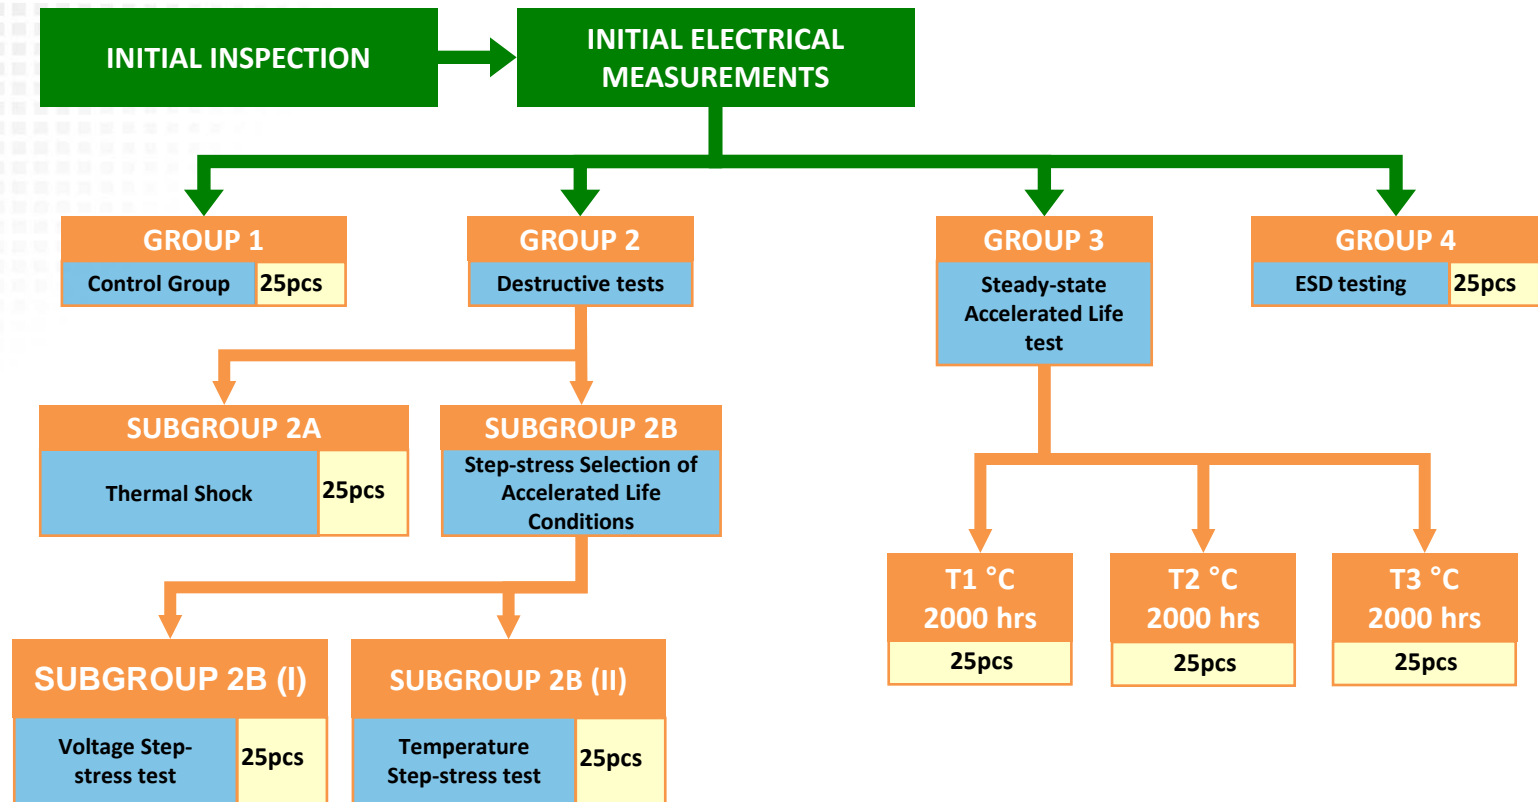 INITIAL INSPECTION
INITIAL ELECTRICAL
MEASUREMENTS
GROUP 1
Control Group
25pcs
GROUP 2
Destructive tests
GROUP 3
Steady-state
Accelerated Life
test
GROUP 4
ESD testing
25pcs
SUBGROUP 2A
Thermal Shock
25pcs
SUBGROUP 2B
Step-stress Selection of
Accelerated Life
Conditions
T1 °C
2000 hrs
25pcs
T2 °C
2000 hrs
25pcs
T3 °C
2000 hrs
25pcs
SUBGROUP 2B (I)
Voltage Step-
stress test
25pcs
SUBGROUP 2B (II)
Temperature
Step-stress test
25pcs